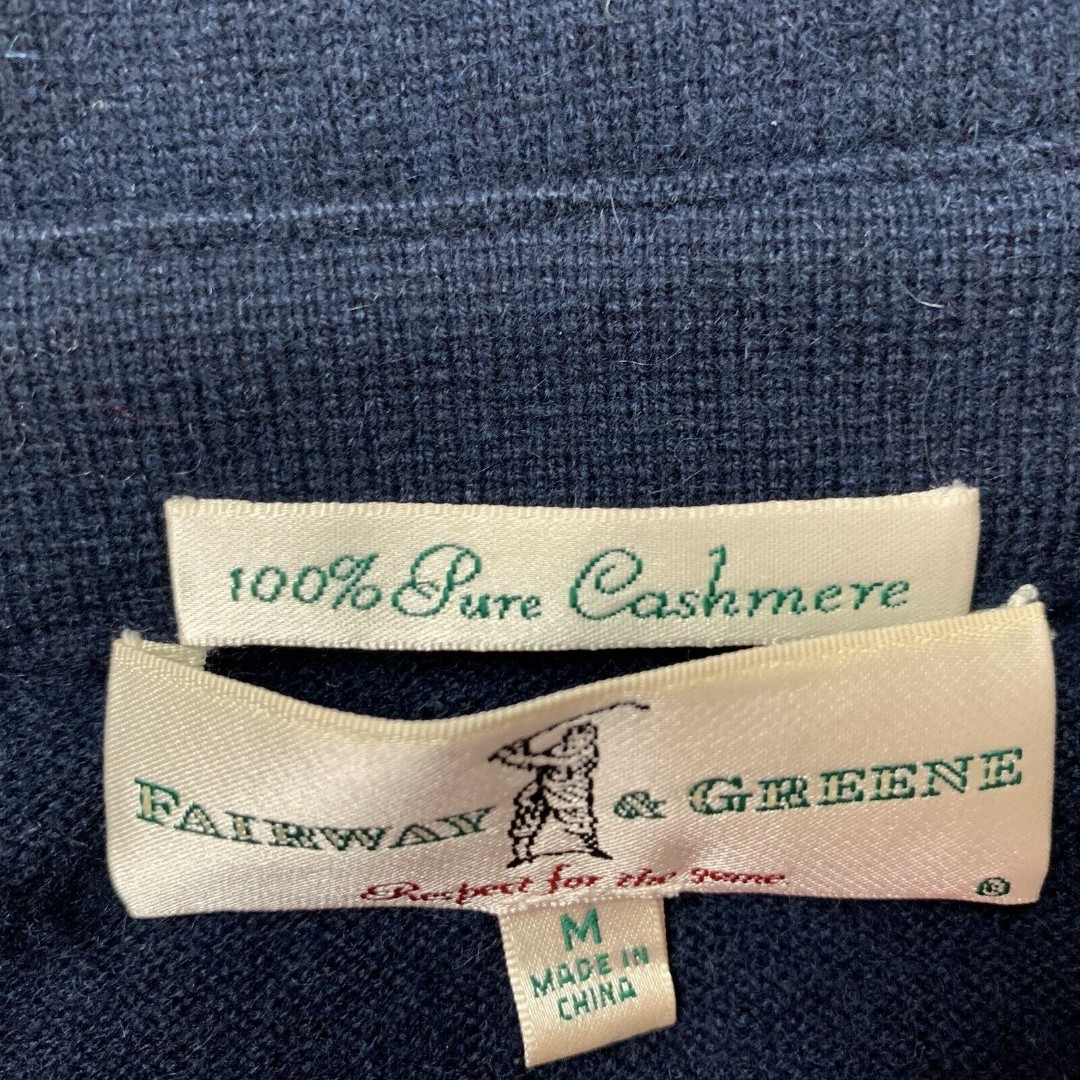 100% Pure Cashmere
FAIRWAY & GREENE
Respect for the game
®
M
MADE IN
CHINA